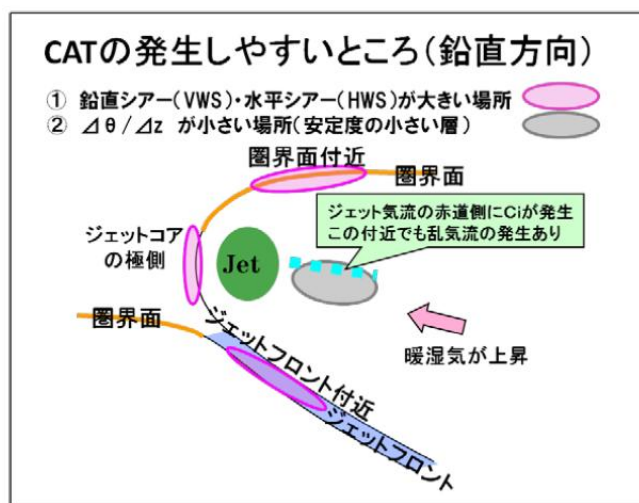 CATの発生しやすいところ(鉛直方向)
① 鉛直シアー(VWS)・水平シアー(HWS)が大きい場所
② ⊿θ/⊿z が小さい場所(安定度の小さい層)
圏界面付近
圏界面
ジェット気流の赤道側にCiが発生
この付近でも乱気流の発生あり
ジェットコア
の極側
Jet
圏界面
暖湿気が上昇
ジェットフロント付近
ジェットフロント